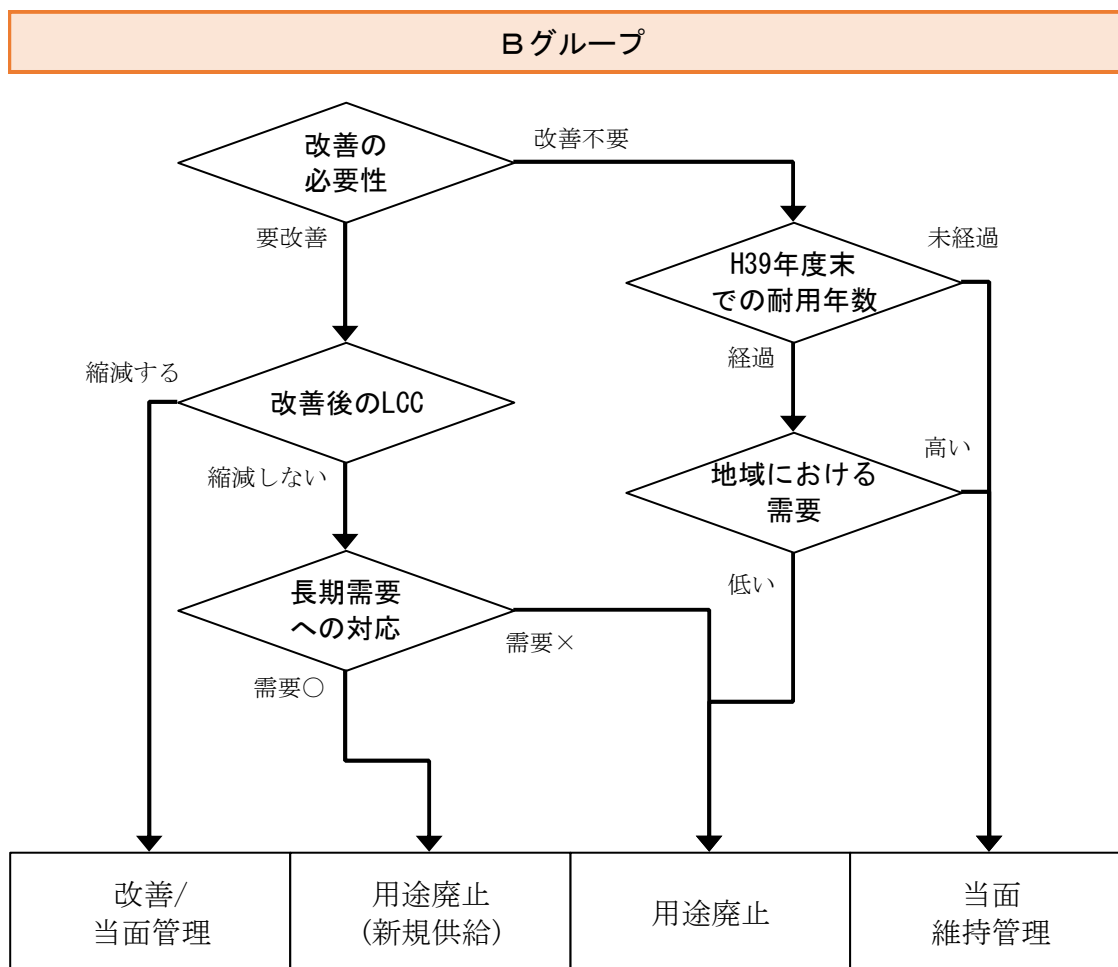 Bグループ
改善の
必要性
改善不要
要改善
H39年度末
での耐用年数
未経過
経過
縮減する
改善後のLCC
縮減しない
地域における
需要
高い
低い
長期需要
への対応
需要×
需要〇
改善/
当面管理
用途廃止
(新規供給)
用途廃止
当面
維持管理